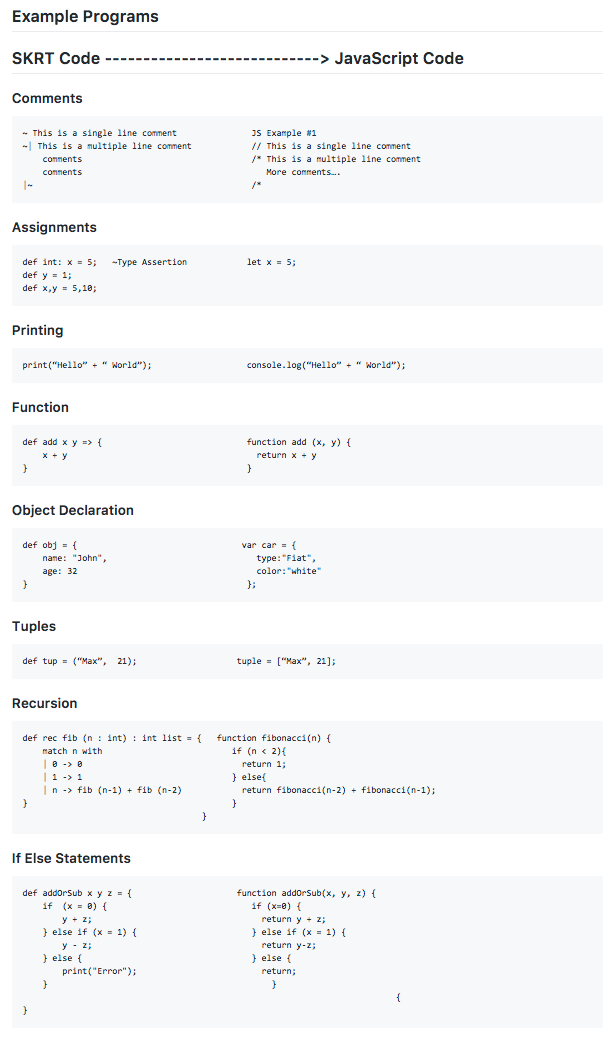 Example Programs
SKRT Code ----------------------------> JavaScript Code
Comments
~ This is a single line comment               JS Example #1
~| This is a multiple line comment            // This is a single line comment
    comments                                  /* This is a multiple line comment
    comments                                     More comments….
|~                                            /*
Assignments
def int: x = 5;   ~Type Assertion            let x = 5;
def y = 1;
def x,y = 5,10;
Printing
print(“Hello” + “ World”);                   console.log(“Hello” + “ World”);
Function
def add x y => {                             function add (x, y) {
    x + y                                      return x + y
}                                            }
Object Declaration
def obj = {                                 var car = {
    name: "John",                              type:"Fiat",
    age: 32                                    color:"white"
}                                            };
Tuples
def tup = (“Max”,  21);                    tuple = [“Max”, 21];
Recursion
def rec fib (n : int) : int list = {   function fibonacci(n) {
    match n with                          if (n < 2){
    | 0 -> 0                                return 1;
    | 1 -> 1                              } else{
    | n -> fib (n-1) + fib (n-2)            return fibonacci(n-2) + fibonacci(n-1);
}                                         }
                                    }
If Else Statements
def addOrSub x y z = {                     function addOrSub(x, y, z) {
    if  (x = 0) {                             if (x=0) {
        y + z;                                  return y + z;
    } else if (x = 1) {                       } else if (x = 1) {
        y - z;                                  return y-z;
    } else {                                  } else {
        print("Error");                         return;
    }                                             }
                                                                           {
}